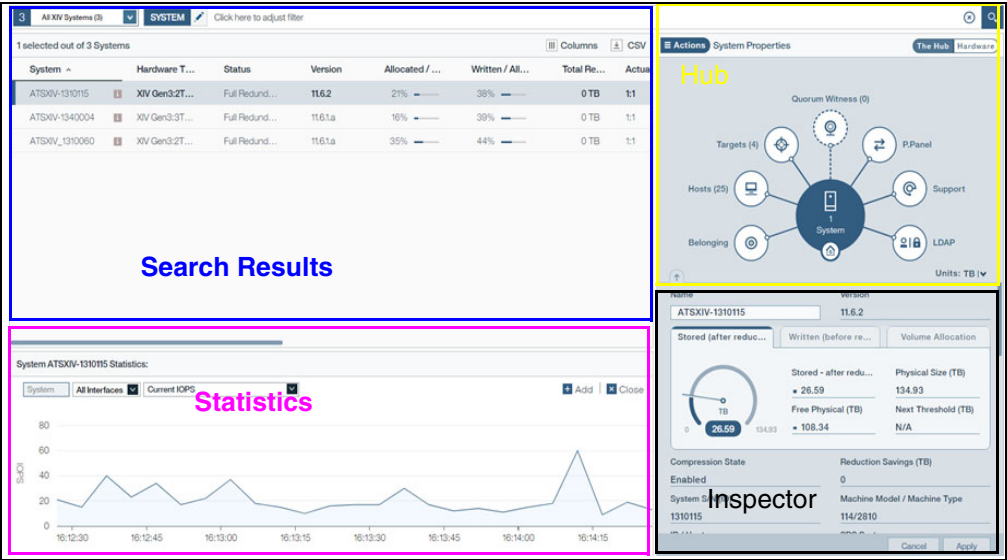 3 All XIV Systems (3) SYSTEM Click here to adjust filter
1 selected out of 3 Systems Columns CSV
System Hardware T... Status Version Allocated / ... Written / All... Total Re... Actua
ATSXIV-1310115 XIV Gen3:2T... Full Redund... 11.6.2 21% 38% 0 TB 1:1
ATSXIV-1340004 XIV Gen3:3T... Full Redund... 11.6.1.a 16% 39% 0 TB 1:1
ATSXIV_1310060 XIV Gen3:2T... Full Redund... 11.6.1.a 35% 44% 0 TB 1:1
Search Results
Actions System Properties The Hub Hardware
Hub
Quorum Witness (0)
Targets (4) P.Panel
Hosts (25) Support
1
System
Belonging LDAP
Units: TB
System ATSXIV-1310115 Statistics:
System All Interfaces Current IOPS Add Close
Statistics
80
60
40
20
0
IOPS
16:12:30 16:12:45 16:13:00 16:13:15 16:13:30 16:13:45 16:14:00 16:14:15
Name Version
ATSXIV-1310115 11.6.2
Stored (after reduc... Written (before re... Volume Allocation
Stored - after redu... Physical Size (TB)
26.59 134.93
Free Physical (TB) Next Threshold (TB)
108.34 N/A
TB
0 26.59 134.93
Compression State Reduction Savings (TB)
Enabled 0
System S/N Machine Model / Machine Type
Inspector
1310115 114/2810
Cancel Apply